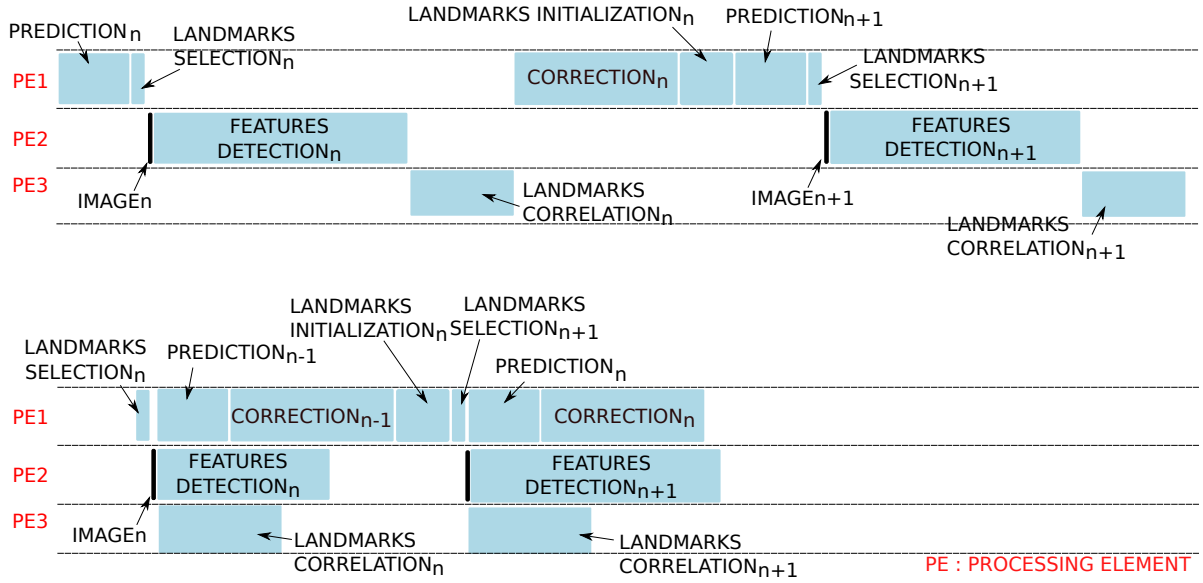 LANDMARKS INITIALIZATIONn
PREDICTIONn+1
PREDICTIONn
LANDMARKS
SELECTIONn
LANDMARKS
SELECTIONn+1
PE1
CORRECTIONn
PE2
FEATURES
DETECTIONn
FEATURES
DETECTIONn+1
PE3
IMAGEn
LANDMARKS
CORRELATIONn
IMAGEn+1
LANDMARKS
CORRELATIONn+1
LANDMARKS
INITIALIZATIONn
LANDMARKS
SELECTIONn+1
LANDMARKS
SELECTIONn
PREDICTIONn-1
PREDICTIONn
PE1
CORRECTIONn-1
CORRECTIONn
PE2
FEATURES
DETECTIONn
FEATURES
DETECTIONn+1
PE3
IMAGEn
LANDMARKS
CORRELATIONn
LANDMARKS
CORRELATIONn+1
PE : PROCESSING ELEMENT